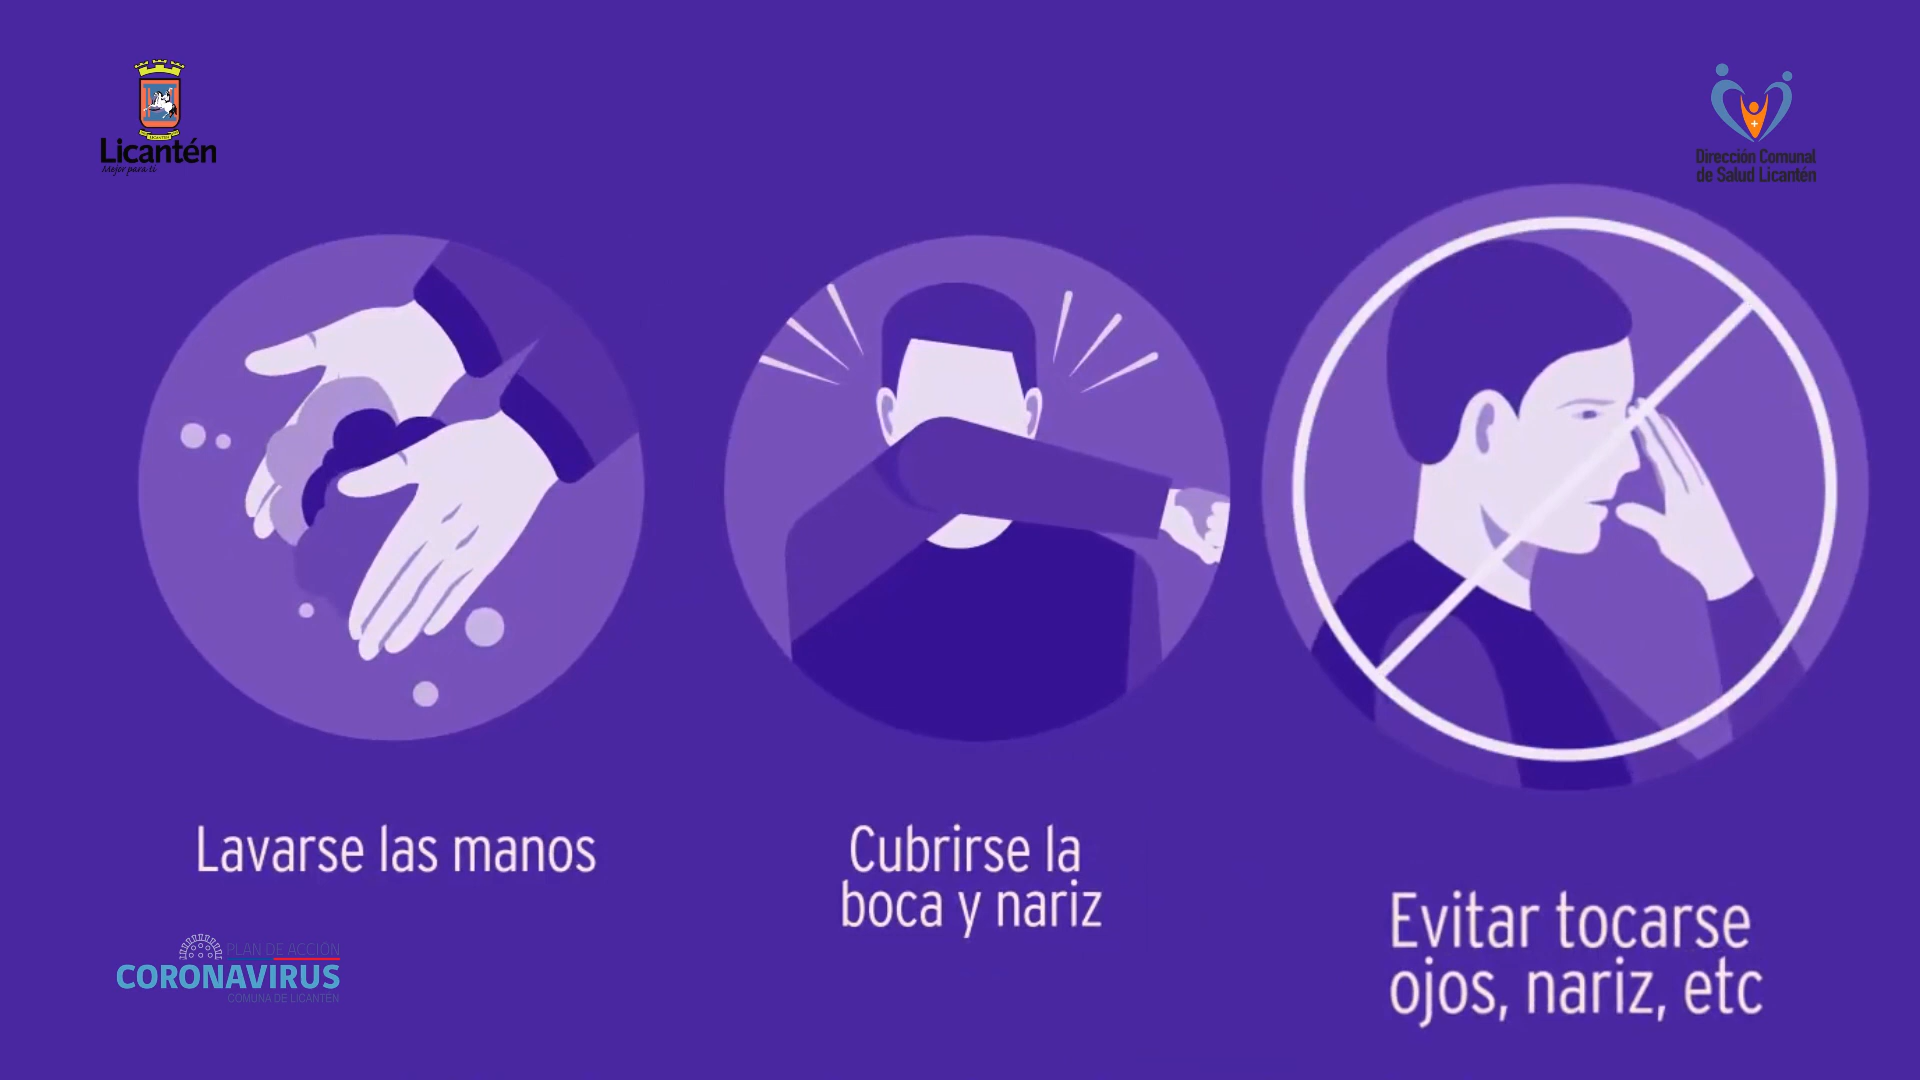 Licantén
Mejor para ti
LICANTEN
Dirección Comunal
de Salud Licantén
Lavarse las manos
Cubrirse la
boca y nariz
Evitar tocarse
ojos, nariz, etc
PLAN DE ACCIÓN
CORONAVIRUS
COMUNA DE LICANTÉN